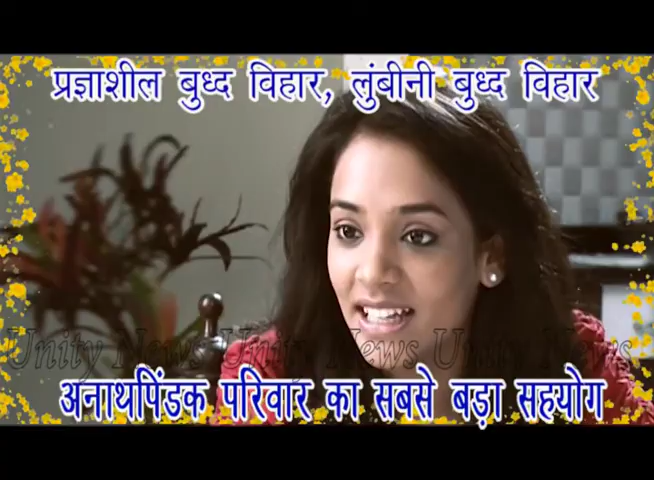 प्रज्ञाशील बुध्द विहार, लुंबीनी बुध्द विहार
Unity News Unity News Unity News
अनाथपिंडक परिवार का सबसे बड़ा सहयोग